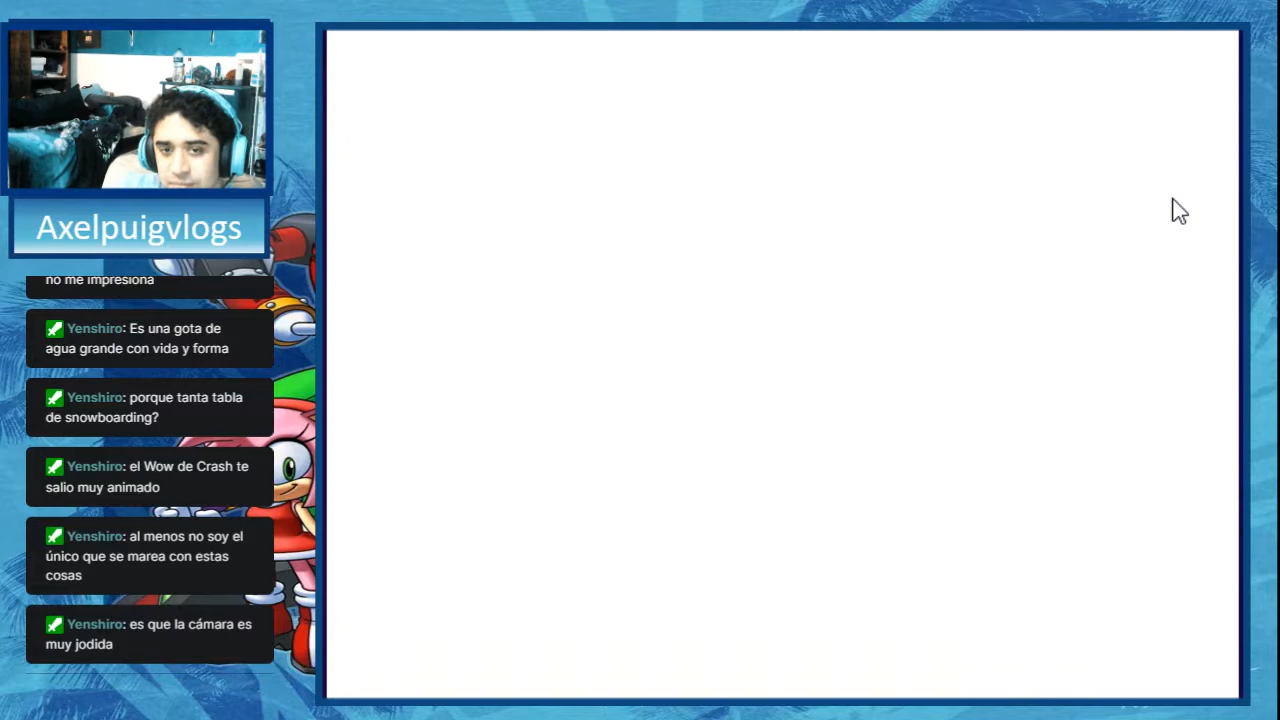 Axelpuigvlogs
no me impresiona
Yenshiro: Es una gota de
agua grande con vida y forma
Yenshiro: porque tanta tabla
de snowboarding?
Yenshiro: el Wow de Crash te
salio muy animado
Yenshiro: al menos no soy el
único que se marea con estas
cosas
Yenshiro: es que la cámara es
muy jodida